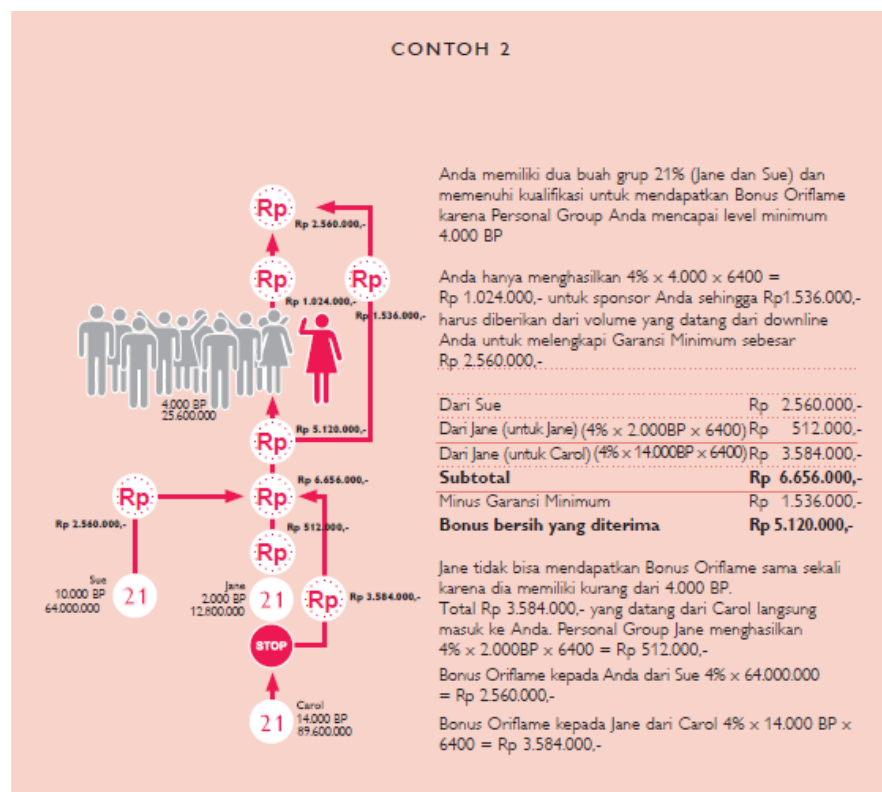 CONTOH 2
Rp
Rp 2.560.000,-
Rp
Rp
Rp 1.024.000,-
Rp 1.536.000,-
4.000 BP
25.600.000
Rp 5.120.000,-
Rp
Rp 6.656.000,-
Rp
Rp
Rp 2.560.000,-
Rp 512.000,-
Rp
Sue
10.000 BP
64.000.000
21
Jane
2.000 BP
12.800.000
21
Rp
Rp 3.584.000,-
STOP
21
Carol
14.000 BP
89.600.000
Anda memiliki dua buah grup 21% (Jane dan Sue) dan
memenuhi kualifikasi untuk mendapatkan Bonus Oriflame
karena Personal Group Anda mencapai level minimum
4.000 BP
Anda hanya menghasilkan 4% x 4.000 x 6400 =
Rp 1.024.000,- untuk sponsor Anda sehingga Rp1.536.000,-
harus diberikan dari volume yang datang dari downline
Anda untuk melengkapi Garansi Minimum sebesar
Rp 2.560.000,-
Dari Sue Rp 2.560.000,-
Dari Jane (untuk Jane) (4% x 2.000BP x 6400) Rp 512.000,-
Dari Jane (untuk Carol) (4% x 14.000BP x 6400) Rp 3.584.000,-
Subtotal Rp 6.656.000,-
Minus Garansi Minimum Rp 1.536.000,-
Bonus bersih yang diterima Rp 5.120.000,-
Jane tidak bisa mendapatkan Bonus Oriflame sama sekali
karena dia memiliki kurang dari 4.000 BP.
Total Rp 3.584.000,- yang datang dari Carol langsung
masuk ke Anda. Personal Group Jane menghasilkan
4% x 2.000BP x 6400 = Rp 512.000,-
Bonus Oriflame kepada Anda dari Sue 4% x 64.000.000
= Rp 2.560.000,-
Bonus Oriflame kepada Jane dari Carol 4% x 14.000 BP x
6400 = Rp 3.584.000,-